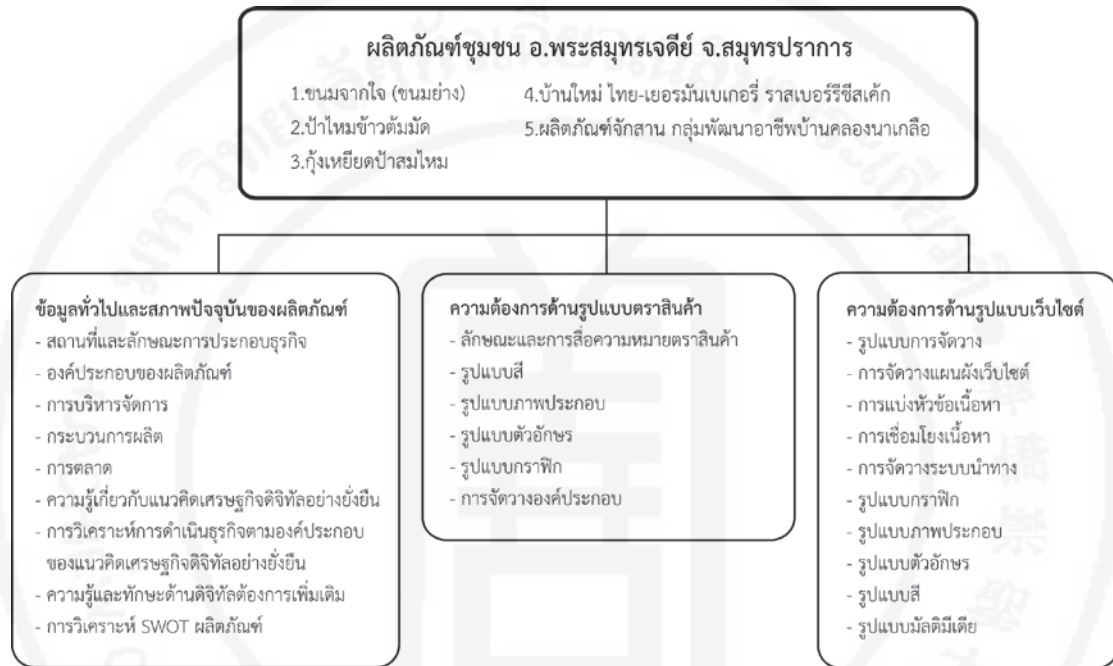 ผลิตภัณฑ์ชุมชน อ.พระสมุทรเจดีย์ จ.สมุทรปราการ
1.ขนมจากใจ (ขนมย่าง)
2.ป้าไหมข้าวต้มมัด
3.กุ้งเหยียดป้าสมไหม
4.บ้านใหม่ ไทย-เยอรมันเบเกอรี่ ราสเบอร์รีชีสเค้ก
5.ผลิตภัณฑ์จักสาน กลุ่มพัฒนาอาชีพบ้านคลองนาเกลือ
ข้อมูลทั่วไปและสภาพปัจจุบันของผลิตภัณฑ์
- สถานที่และลักษณะการประกอบธุรกิจ
- องค์ประกอบของผลิตภัณฑ์
- การบริหารจัดการ
- กระบวนการผลิต
- การตลาด
- ความรู้เกี่ยวกับแนวคิดเศรษฐกิจดิจิทัลอย่างยั่งยืน
- การวิเคราะห์การดำเนินธุรกิจตามองค์ประกอบ
ของแนวคิดเศรษฐกิจดิจิทัลอย่างยั่งยืน
- ความรู้และทักษะด้านดิจิทัลต้องการเพิ่มเติม
- การวิเคราะห์ SWOT ผลิตภัณฑ์
ความต้องการด้านรูปแบบตราสินค้า
- ลักษณะและการสื่อความหมายตราสินค้า
- รูปแบบสี
- รูปแบบภาพประกอบ
- รูปแบบตัวอักษร
- รูปแบบกราฟิก
- การจัดวางองค์ประกอบ
ความต้องการด้านรูปแบบเว็บไซต์
- รูปแบบการจัดวาง
- การจัดวางแผนผังเว็บไซต์
- การแบ่งหัวข้อเนื้อหา
- การเชื่อมโยงเนื้อหา
- การจัดวางระบบนำทาง
- รูปแบบกราฟิก
- รูปแบบภาพประกอบ
- รูปแบบตัวอักษร
- รูปแบบสี
- รูปแบบมัลติมีเดีย